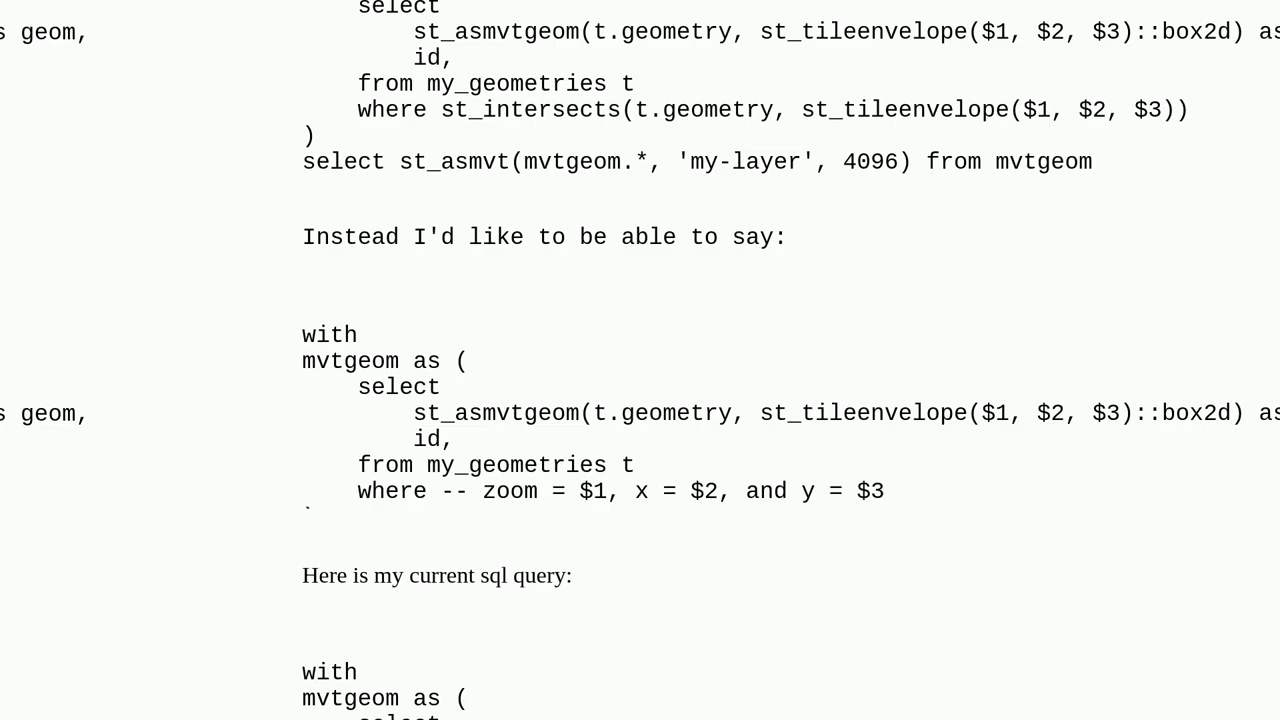 select
s geom,
st_asmvtgeom(t.geometry, st_tileenvelope($1, $2, $3)::box2d) as
id,
from my_geometries t
where st_intersects(t.geometry, st_tileenvelope($1, $2, $3))
)
select st_asmvt(mvtgeom.*, 'my-layer', 4096) from mvtgeom
Instead I'd like to be able to say:
with
mvtgeom as (
select
s geom,
st_asmvtgeom(t.geometry, st_tileenvelope($1, $2, $3)::box2d) as
id,
from my_geometries t
where -- zoom = $1, x = $2, and y = $3
`
Here is my current sql query:
with
mvtgeom as (
select